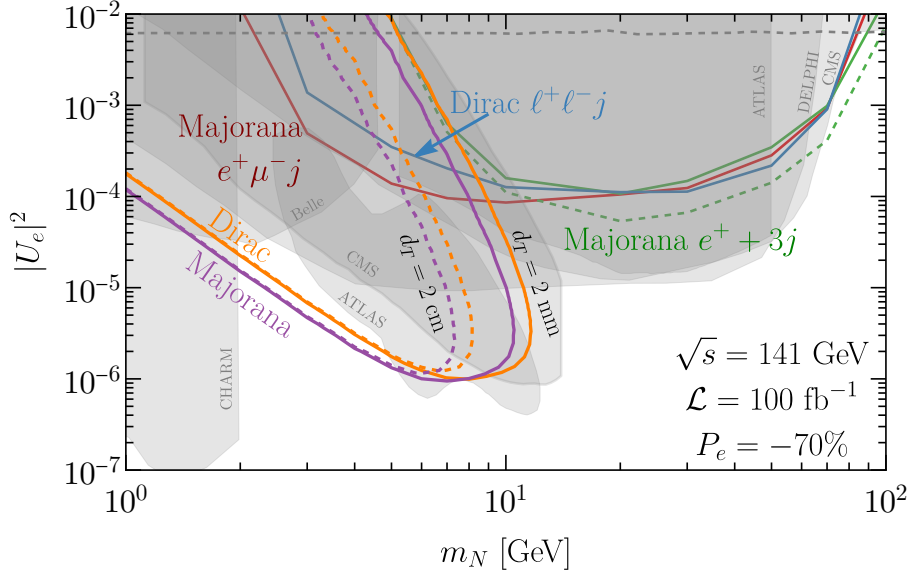 |U_e|^2
10^{-2}
10^{-3}
10^{-4}
10^{-5}
10^{-6}
10^{-7}
Majorana
e^+ μ^- j
Dirac ℓ^+ ℓ^- j
ATLAS
DELPHI
CMS
Belle
Majorana e^+ + 3j
Dirac
Majorana
CMS
ATLAS
d_T = 2 cm
d_T = 2 mm
CHARM
√s = 141 GeV
𝓛 = 100 fb^{-1}
P_e = −70%
10^0
10^1
10^2
m_N [GeV]